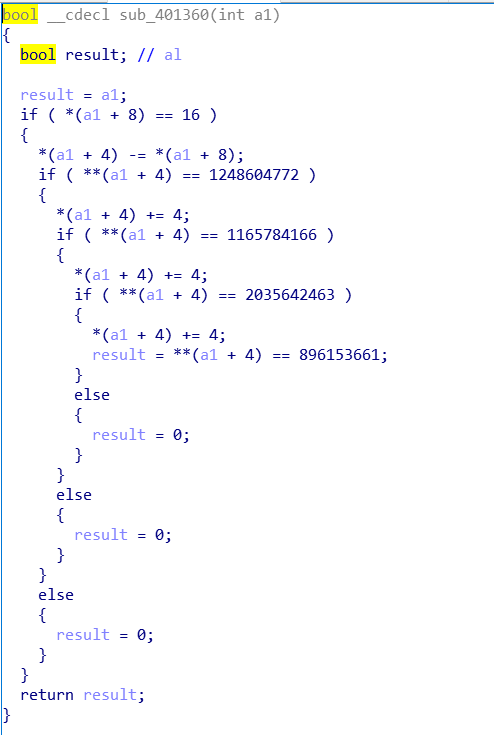 bool __cdecl sub_401360(int a1)
{
  bool result; // al

  result = a1;
  if ( *(a1 + 8) == 16 )
  {
    *(a1 + 4) -= *(a1 + 8);
    if ( **(a1 + 4) == 1248604772 )
    {
      *(a1 + 4) += 4;
      if ( **(a1 + 4) == 1165784166 )
      {
        *(a1 + 4) += 4;
        if ( **(a1 + 4) == 2035642463 )
        {
          *(a1 + 4) += 4;
          result = **(a1 + 4) == 896153661;
        }
        else
        {
          result = 0;
        }
      }
      else
      {
        result = 0;
      }
    }
    else
    {
      result = 0;
    }
  }
  return result;
}